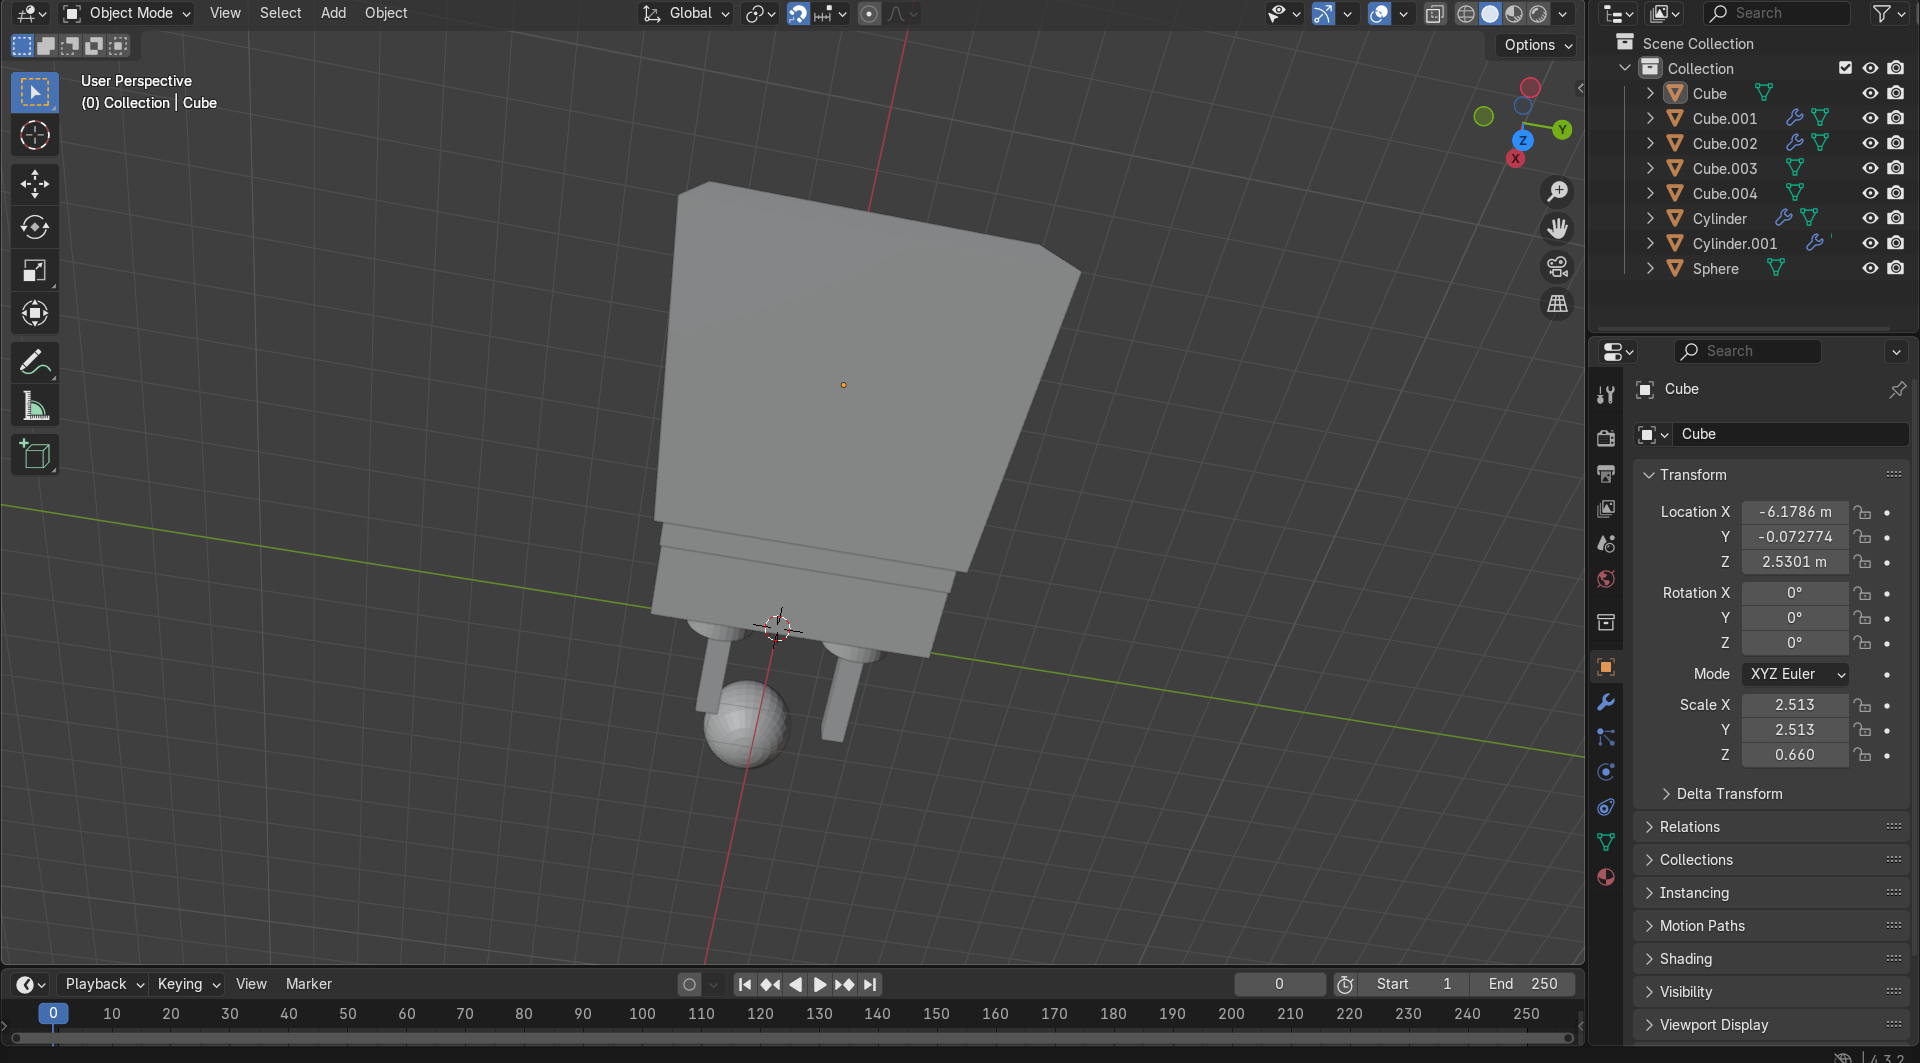 Object Mode View Select Add Object Global
Options
User Perspective
(0) Collection | Cube
Y
Z
X
Search
Scene Collection
Collection
Cube
Cube.001
Cube.002
Cube.003
Cube.004
Cylinder
Cylinder.001
Sphere
Search
Cube
Cube
Transform
Location X -6.1786 m
Y -0.072774
Z 2.5301 m
Rotation X 0°
Y 0°
Z 0°
Mode XYZ Euler
Scale X 2.513
Y 2.513
Z 0.660
Delta Transform
Relations
Collections
Instancing
Motion Paths
Shading
Visibility
Viewport Display
Playback Keying View Marker 0 Start 1 End 250
0 10 20 30 40 50 60 70 80 90 100 110 120 130 140 150 160 170 180 190 200 210 220 230 240 250
4.3.2